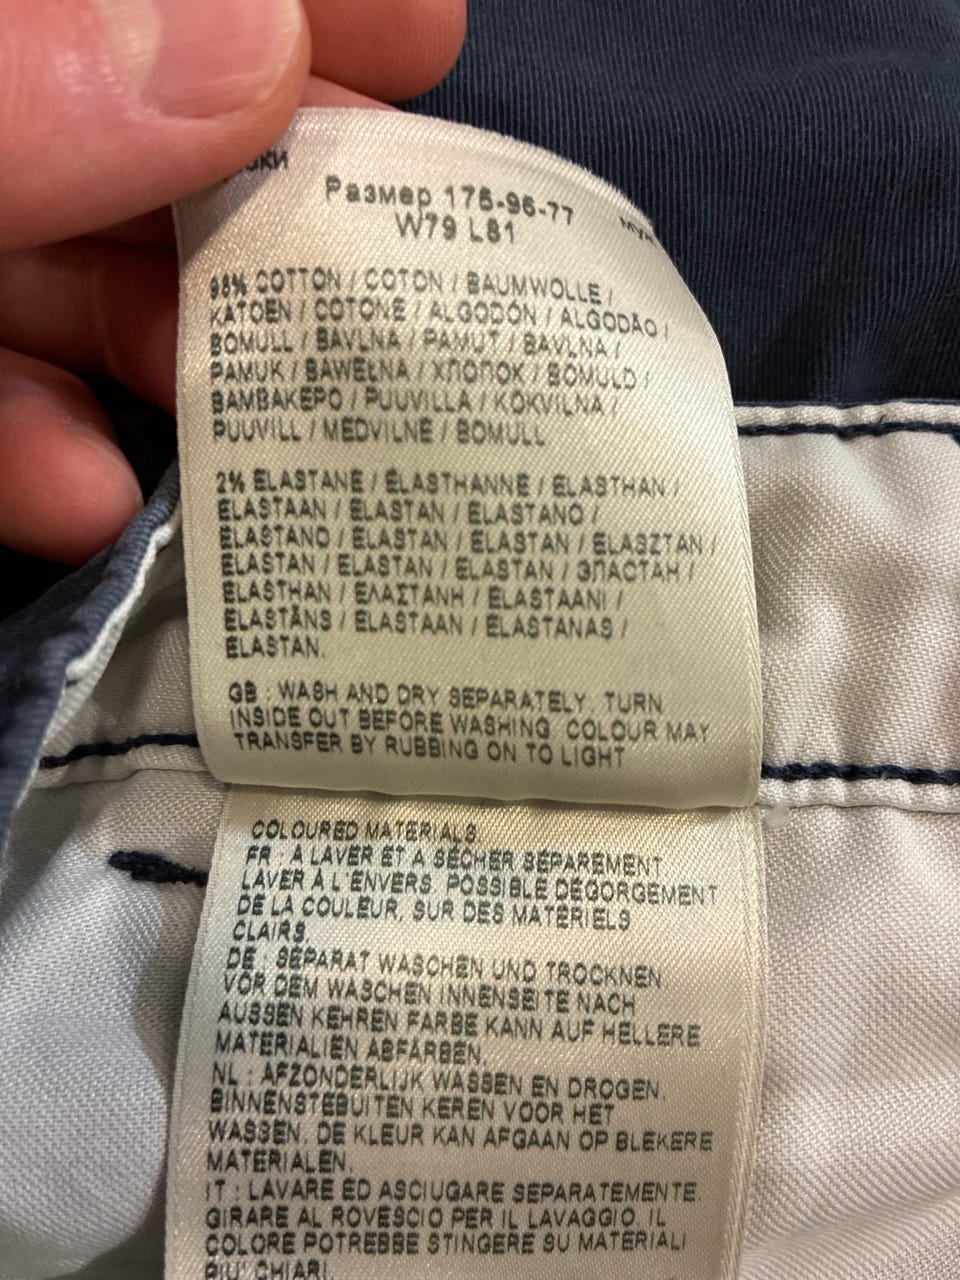 Размер 176-96-77
W79 L81
98% COTTON / COTON / BAUMWOLLE /
KATOEN / COTONE / ALGODÓN / ALGODÃO /
BOMULL / BAVLNA / PAMUT / BAVLNA /
PAMUK / BAWEŁNA / ХЛОПОК / BOMULD /
BAMBAKEPO / PUUVILLA / KOKVILNA /
PUUVILL / MEDVILNĖ / BOMULL
2% ELASTANE / ÉLASTHANNE / ELASTHAN /
ELASTAAN / ELASTAN / ELASTANO /
ELASTANO / ELASTAN / ELASTAN / ELASZTAN /
ELASTAN / ELASTAN / ELASTAN / ЭЛАСТАН /
ELASTHAN / ΕΛΑΣΤΑΝΗ / ELASTAANI /
ELASTĀNS / ELASTAAN / ELASTANAS /
ELASTAN.
GB : WASH AND DRY SEPARATELY. TURN
INSIDE OUT BEFORE WASHING. COLOUR MAY
TRANSFER BY RUBBING ON TO LIGHT
COLOURED MATERIALS.
FR : À LAVER ET À SÉCHER SÉPARÉMENT
LAVER À L'ENVERS. POSSIBLE DÉGORGEMENT
DE LA COULEUR, SUR DES MATÉRIELS
CLAIRS.
DE : SEPARAT WASCHEN UND TROCKNEN
VOR DEM WASCHEN INNENSEITE NACH
AUSSEN KEHREN FARBE KANN AUF HELLERE
MATERIALIEN ABFÄRBEN.
NL : AFZONDERLIJK WASSEN EN DROGEN.
BINNENSTEBUITEN KEREN VOOR HET
WASSEN. DE KLEUR KAN AFGAAN OP BLEKERE
MATERIALEN.
IT : LAVARE ED ASCIUGARE SEPARATEMENTE.
GIRARE AL ROVESCIO PER IL LAVAGGIO. IL
COLORE POTREBBE STINGERE SU MATERIALI
PIU' CHIARI.